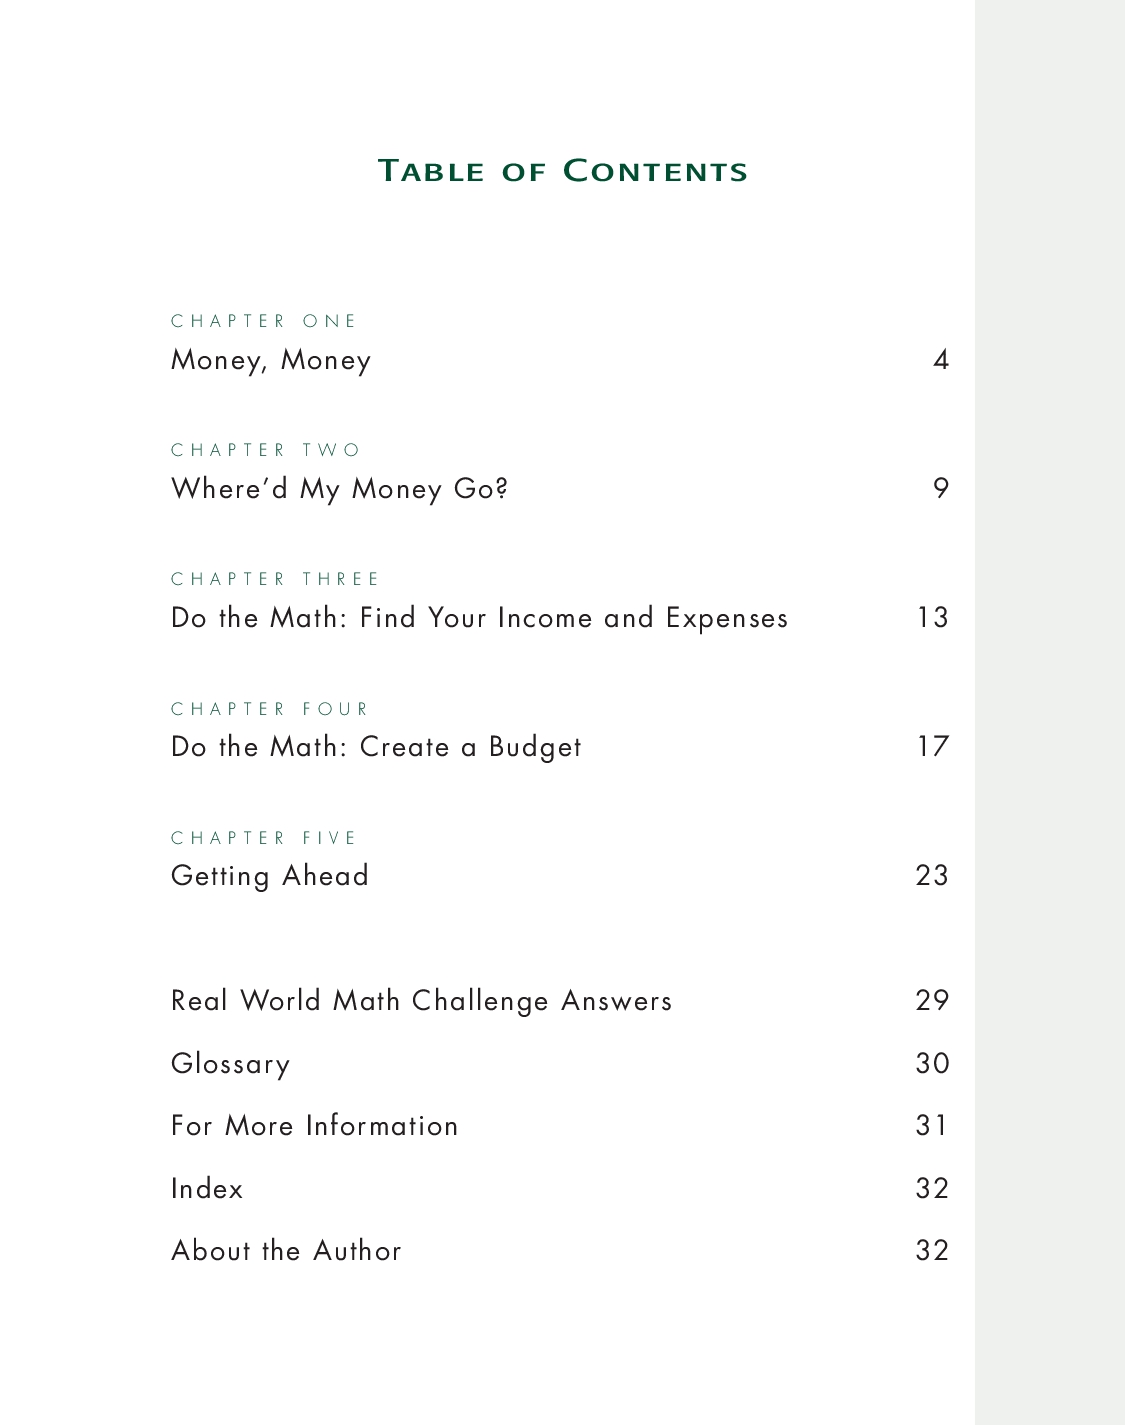 Table of Contents
CHAPTER ONE
Money, Money 4
CHAPTER TWO
Where’d My Money Go? 9
CHAPTER THREE
Do the Math: Find Your Income and Expenses 13
CHAPTER FOUR
Do the Math: Create a Budget 17
CHAPTER FIVE
Getting Ahead 23
Real World Math Challenge Answers 29
Glossary 30
For More Information 31
Index 32
About the Author 32